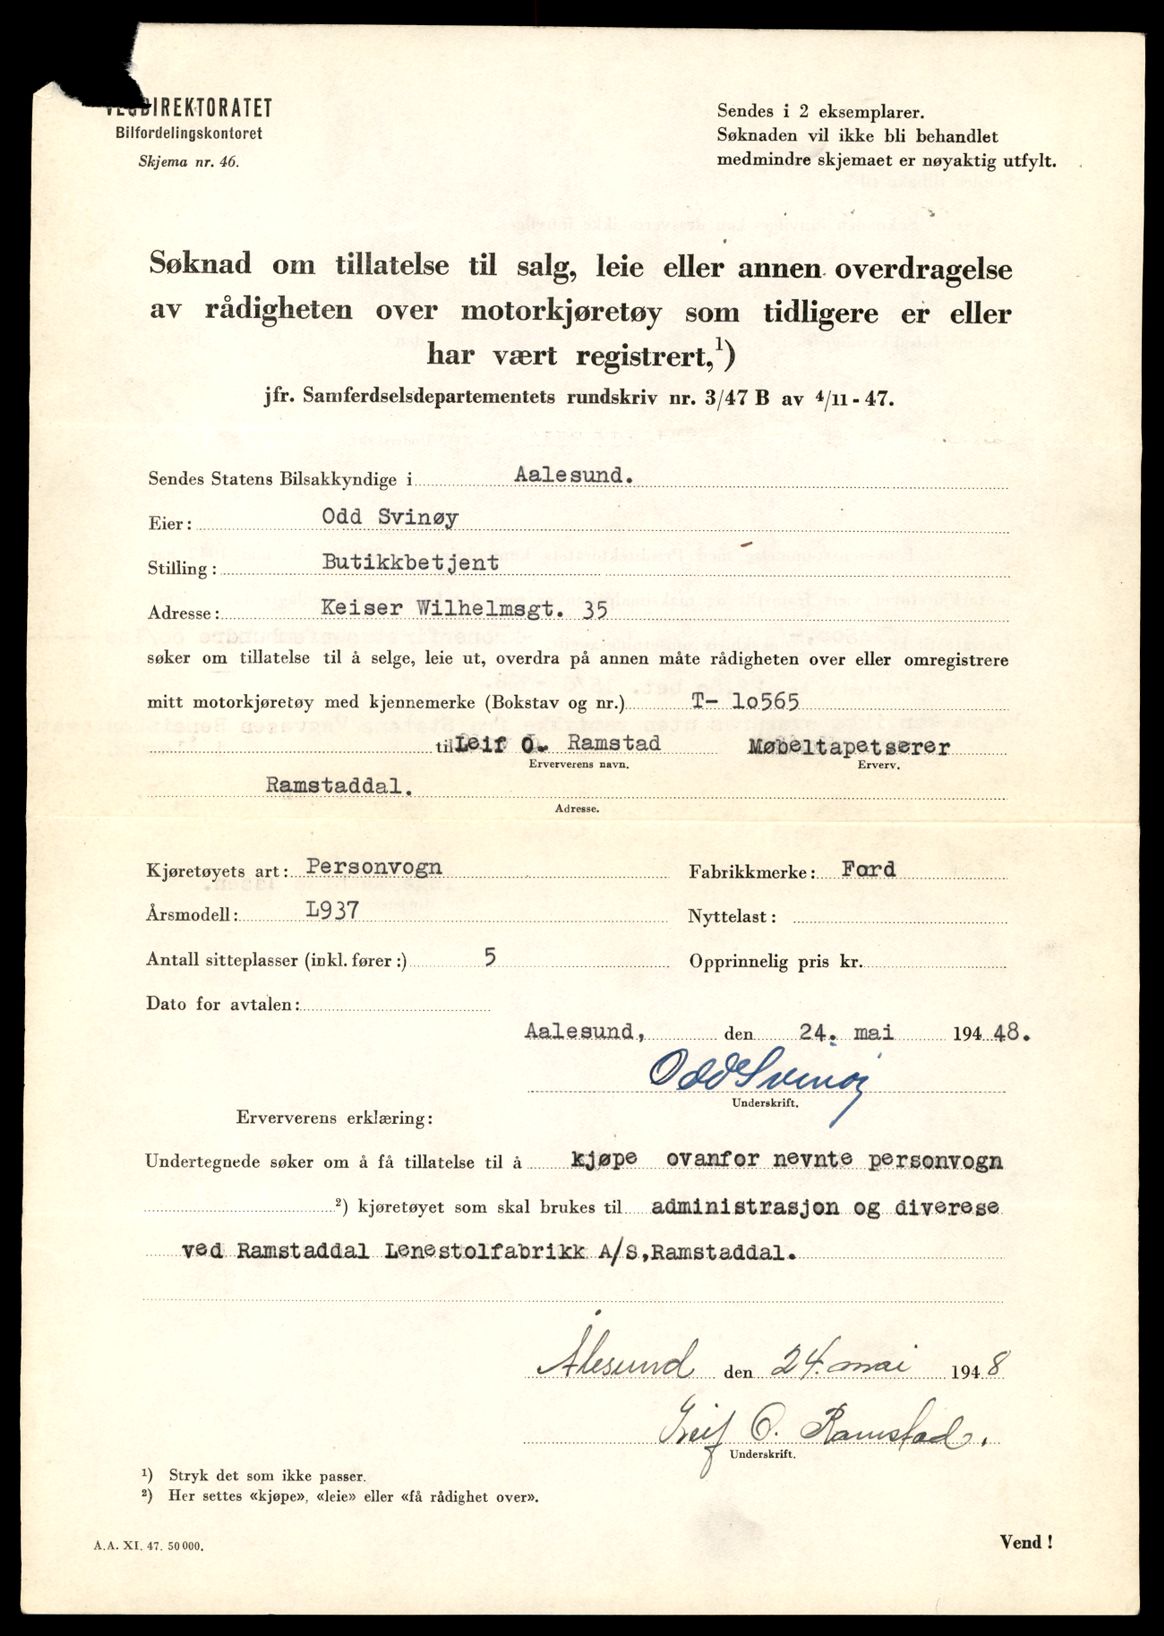 VEGDIREKTORATET
Bilfordelingskontoret
Skjema nr. 46.
Sendes i 2 eksemplarer.
Søknaden vil ikke bli behandlet
medmindre skjemaet er nøyaktig utfylt.
Søknad om tillatelse til salg, leie eller annen overdragelse
av rådigheten over motorkjøretøy som tidligere er eller
har vært registrert,¹)
jfr. Samferdselsdepartementets rundskriv nr. 3/47 B av 4/11 - 47.
Sendes Statens Bilsakkyndige i Aalesund.
Eier: Odd Svinøy
Stilling: Butikkbetjent
Adresse: Keiser Wilhelmsgt. 35
søker om tillatelse til å selge, leie ut, overdra på annen måte rådigheten over eller omregistrere
mitt motorkjøretøy med kjennemerke (Bokstav og nr.) T- lo565
til Leif O. Ramstad Møbeltapetserer
Erververens navn. Erverv.
Ramstaddal.
Adresse.
Kjøretøyets art: Personvogn Fabrikkmerke: Ford
Årsmodell: L937 Nyttelast:
Antall sitteplasser (inkl. fører:) 5 Opprinnelig pris kr.
Dato for avtalen:
Aalesund, den 24. mai 194 48.
Odd Svinøy
Underskrift.
Erververens erklæring:
Undertegnede søker om å få tillatelse til å kjøpe ovanfor nevnte personvogn
²) kjøretøyet som skal brukes til administrasjon og diverese
ved Ramstaddal Lenestolfabrikk A/S,Ramstaddal.
Ålesund den 24. mai 1948
Leif O. Ramstad.
Underskrift.
¹) Stryk det som ikke passer.
²) Her settes «kjøpe», «leie» eller «få rådighet over».
A.A. XI. 47. 50 000.
Vend !